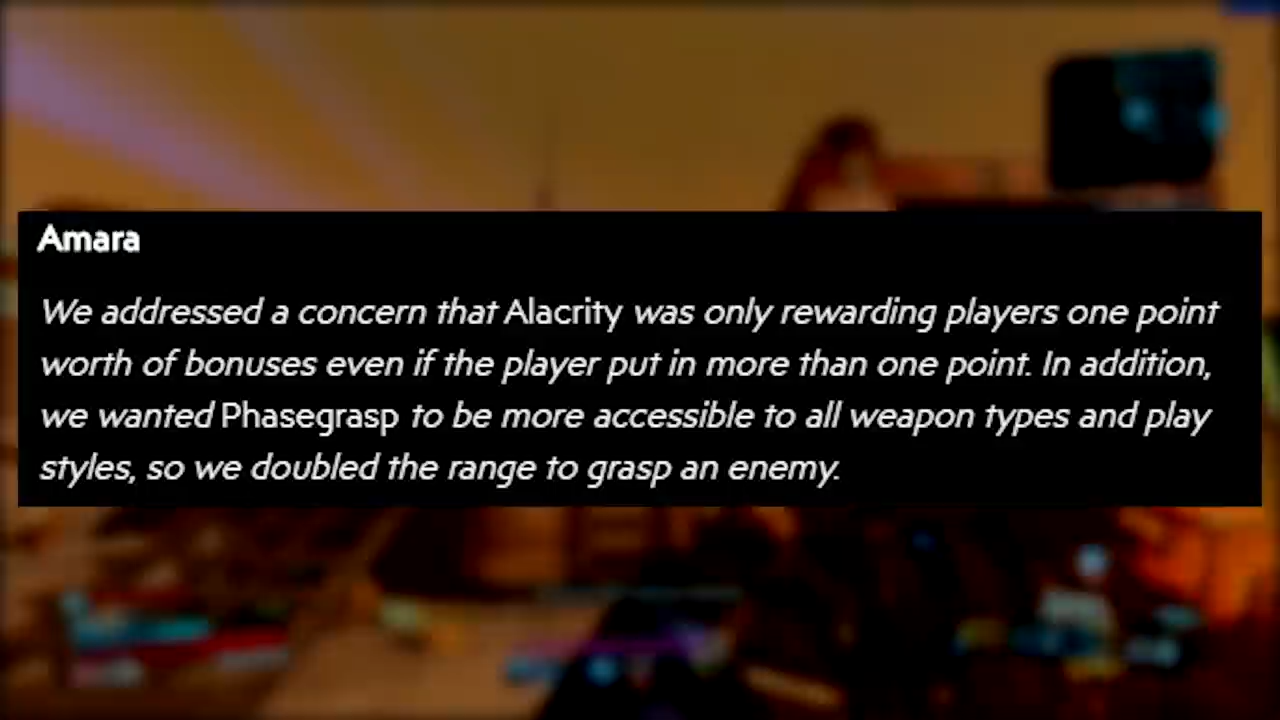 Amara
We addressed a concern that Alacrity was only rewarding players one point
worth of bonuses even if the player put in more than one point. In addition,
we wanted Phasegrasp to be more accessible to all weapon types and play
styles, so we doubled the range to grasp an enemy.